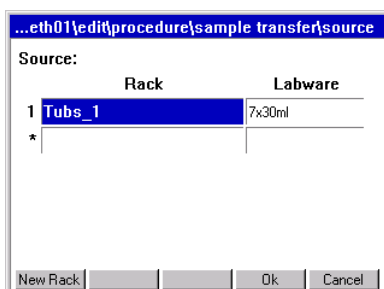 ...eth01\edit\procedure\sample transfer\source
Source:
Rack Labware
1 Tubs_1 7x30ml
*
New Rack Ok Cancel